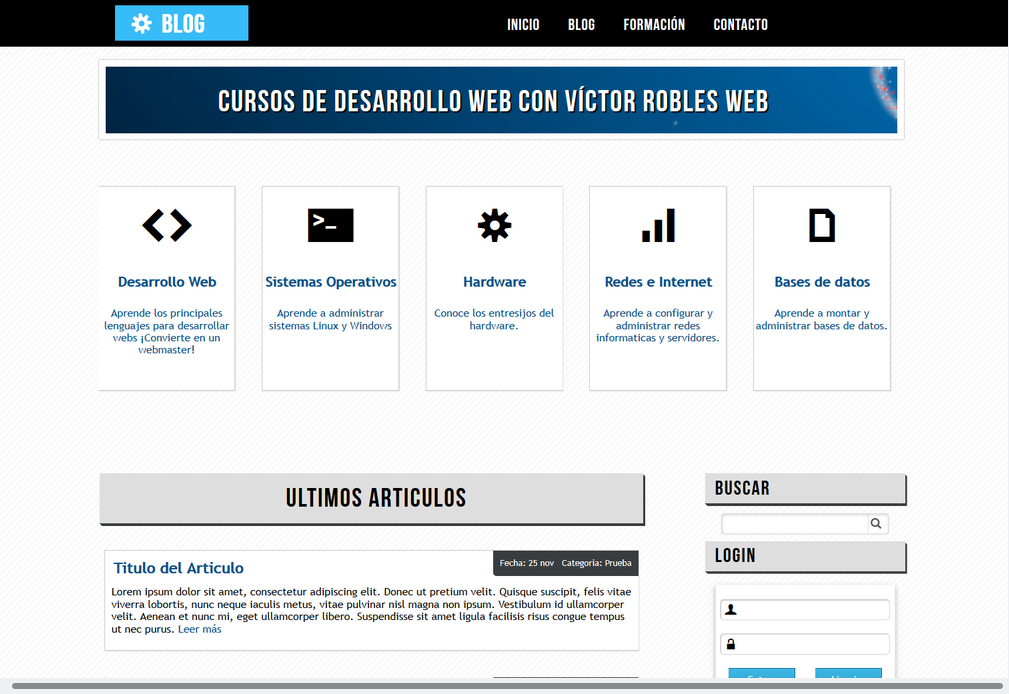 BLOG
INICIO BLOG FORMACIÓN CONTACTO
CURSOS DE DESARROLLO WEB CON VÍCTOR ROBLES WEB
Desarrollo Web
Aprende los principales
lenguajes para desarrollar
webs ¡Convierte en un
webmaster!
Sistemas Operativos
Aprende a administrar
sistemas Linux y Windows
Hardware
Conoce los entresijos del
hardware.
Redes e Internet
Aprende a configurar y
administrar redes
informaticas y servidores.
Bases de datos
Aprende a montar y
administrar bases de datos.
ULTIMOS ARTICULOS
Titulo del Articulo
Fecha: 25 nov Categoria: Prueba
Lorem ipsum dolor sit amet, consectetur adipiscing elit. Donec ut pretium velit. Quisque suscipit, felis vitae
viverra lobortis, nunc neque iaculis metus, vitae pulvinar nisl magna non ipsum. Vestibulum id ullamcorper
velit. Aenean et nunc mi, eget ullamcorper libero. Suspendisse sit amet ligula facilisis risus congue tempus
ut nec purus. Leer más
BUSCAR
LOGIN